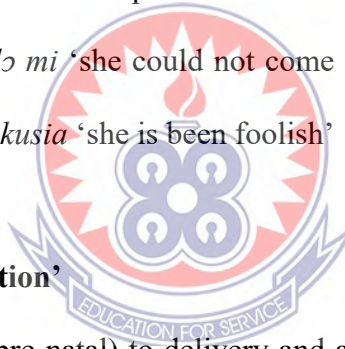 lɔ mi ‘she could not come
kusia ‘she is been foolish’
tion’
EDUCATION FOR SERVICE
pre-natal) to delivery and a